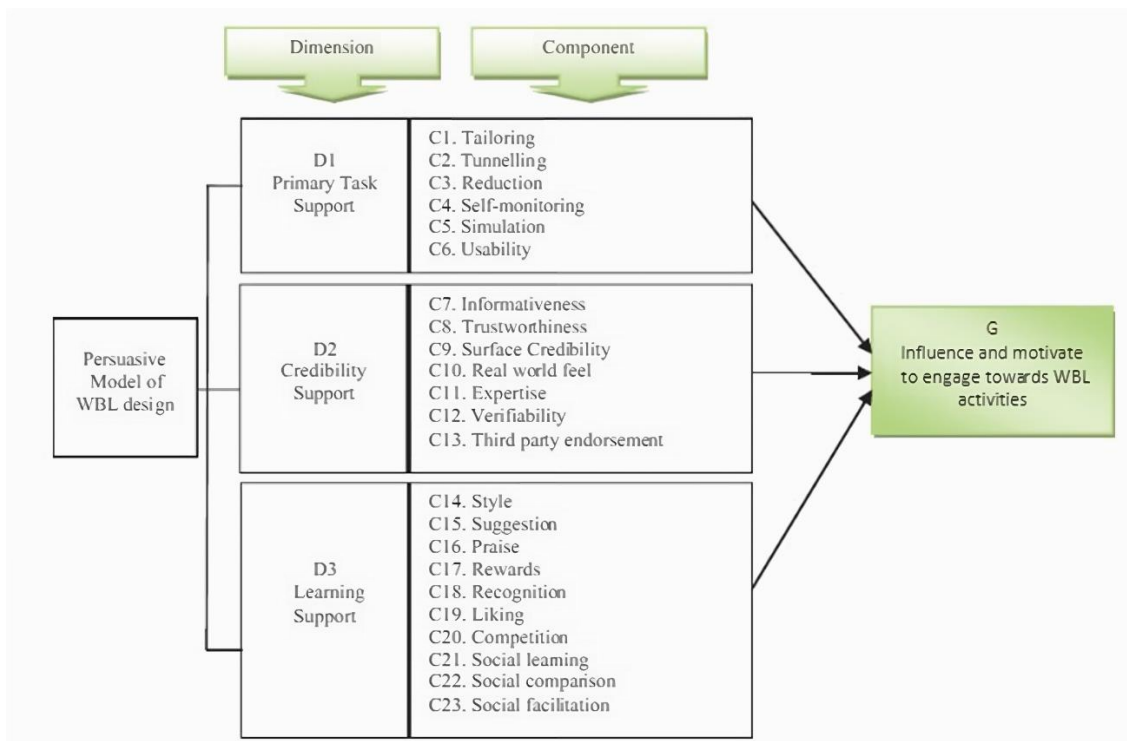 Dimension
Component
Persuasive
Model of
WBL design
D1
Primary Task
Support
C1. Tailoring
C2. Tunnelling
C3. Reduction
C4. Self-monitoring
C5. Simulation
C6. Usability
D2
Credibility
Support
C7. Informativeness
C8. Trustworthiness
C9. Surface Credibility
C10. Real world feel
C11. Expertise
C12. Verifiability
C13. Third party endorsement
D3
Learning
Support
C14. Style
C15. Suggestion
C16. Praise
C17. Rewards
C18. Recognition
C19. Liking
C20. Competition
C21. Social learning
C22. Social comparison
C23. Social facilitation
G
Influence and motivate
to engage towards WBL
activities